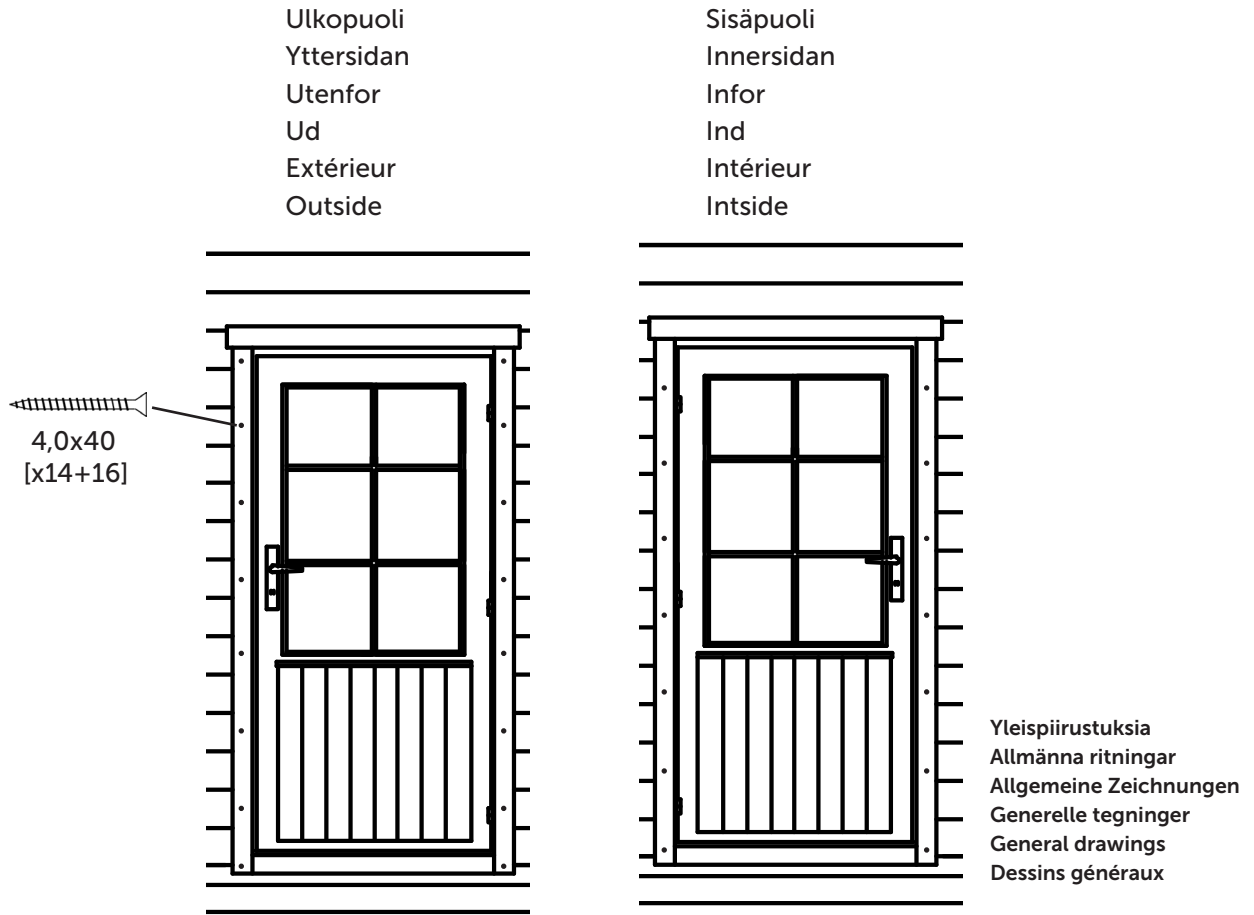 Ulkopuoli
Yttersidan
Utenfor
Ud
Extérieur
Outside
Sisäpuoli
Innersidan
Infor
Ind
Intérieur
Intside
4,0x40
[x14+16]
Yleispiirustuksia
Allmänna ritningar
Allgemeine Zeichnungen
Generelle tegninger
General drawings
Dessins généraux